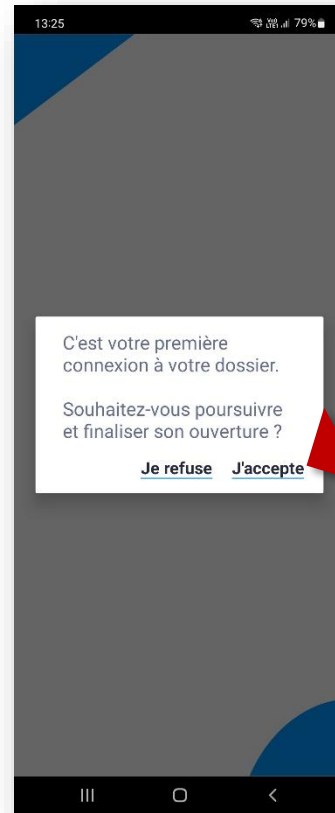 13:25
79%
C'est votre première
connexion à votre dossier.
Souhaitez-vous poursuivre
et finaliser son ouverture ?
Je refuse J'accepte